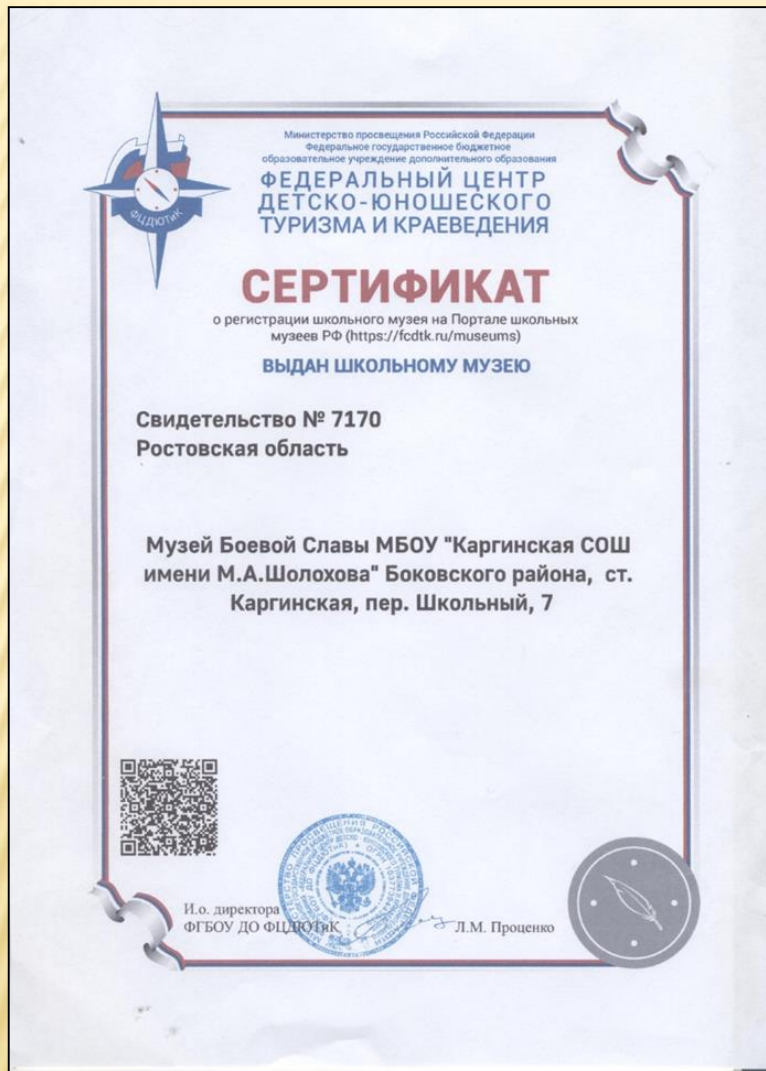 Министерство просвещения Российской Федерации
Федеральное государственное бюджетное
образовательное учреждение дополнительного образования
ФЕДЕРАЛЬНЫЙ ЦЕНТР
ДЕТСКО-ЮНОШЕСКОГО
ТУРИЗМА И КРАЕВЕДЕНИЯ
ФЦДЮТиК
СЕРТИФИКАТ
о регистрации школьного музея на Портале школьных
музеев РФ (https://fcdtk.ru/museums)
ВЫДАН ШКОЛЬНОМУ МУЗЕЮ
Свидетельство № 7170
Ростовская область
Музей Боевой Славы МБОУ "Каргинская СОШ
имени М.А.Шолохова" Боковского района, ст.
Каргинская, пер. Школьный, 7
И.о. директора
ФГБОУ ДО ФЦДЮТиК
Л.М. Проценко